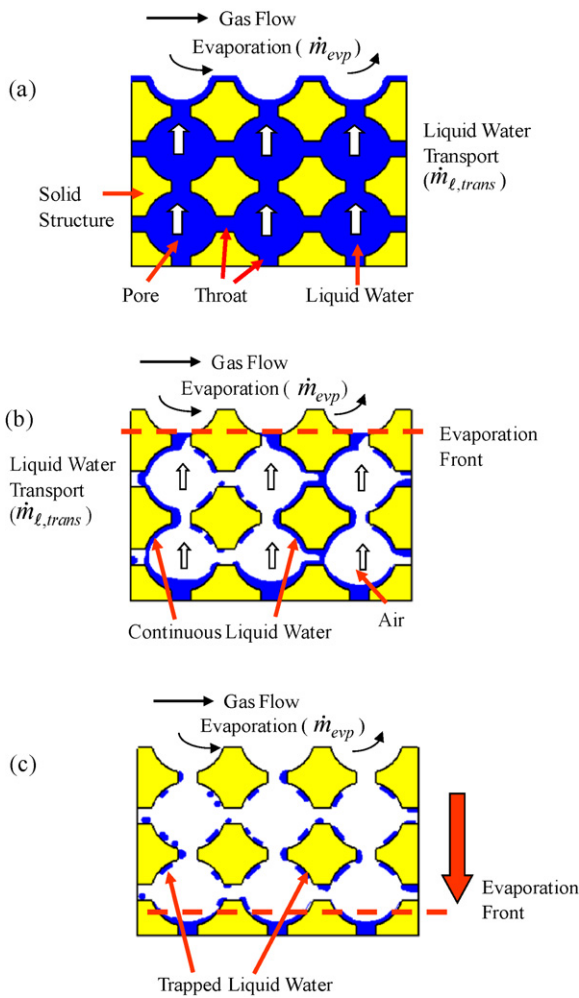 Gas Flow
Evaporation ( ṁevp )
(a)
Liquid Water
Transport
(ṁℓ,trans )
Solid
Structure
Pore
Throat
Liquid Water
Gas Flow
Evaporation ( ṁevp )
(b)
Evaporation
Front
Liquid Water
Transport
(ṁℓ,trans )
Continuous Liquid Water
Air
Gas Flow
Evaporation ( ṁevp )
(c)
Evaporation
Front
Trapped Liquid Water